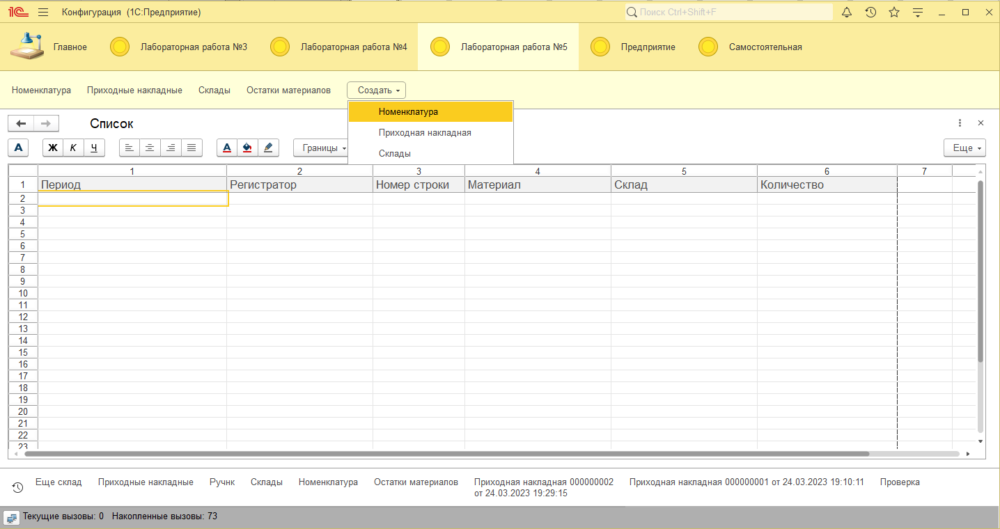 1С Конфигурация (1С:Предприятие) Поиск Ctrl+Shift+F
Главное Лабораторная работа №3 Лабораторная работа №4 Лабораторная работа №5 Предприятие Самостоятельная
Номенклатура Приходные накладные Склады Остатки материалов Создать
Номенклатура
Приходная накладная
Склады
Список
А Ж К Ч А Границы Еще
1 2 3 4 5 6 7
1 Период Регистратор Номер строки Материал Склад Количество
2
3
4
5
6
7
8
9
10
11
12
13
14
15
16
17
18
19
20
21
22
23
Еще склад Приходные накладные Ручнк Склады Номенклатура Остатки материалов Приходная накладная 000000002 Приходная накладная 000000001 от 24.03.2023 19:10:11 Проверка
от 24.03.2023 19:29:15
Текущие вызовы: 0 Накопленные вызовы: 73